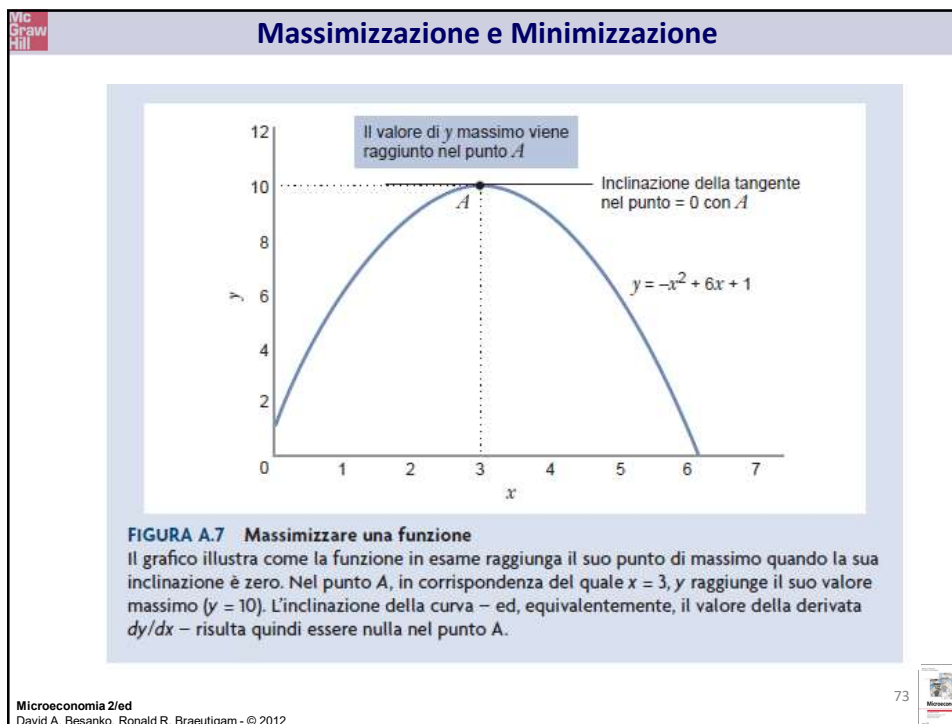 Mc
Graw
Hill
Massimizzazione e Minimizzazione
12
Il valore di y massimo viene
raggiunto nel punto A
10
Inclinazione della tangente
nel punto = 0 con A
A
8
y
6
y = –x² + 6x + 1
4
2
0 1 2 3 4 5 6 7
x
FIGURA A.7 Massimizzare una funzione
Il grafico illustra come la funzione in esame raggiunga il suo punto di massimo quando la sua
inclinazione è zero. Nel punto A, in corrispondenza del quale x = 3, y raggiunge il suo valore
massimo (y = 10). L'inclinazione della curva – ed, equivalentemente, il valore della derivata
dy/dx – risulta quindi essere nulla nel punto A.
73
Microeconomia 2/ed
David A. Besanko, Ronald R. Braeutigam - © 2012